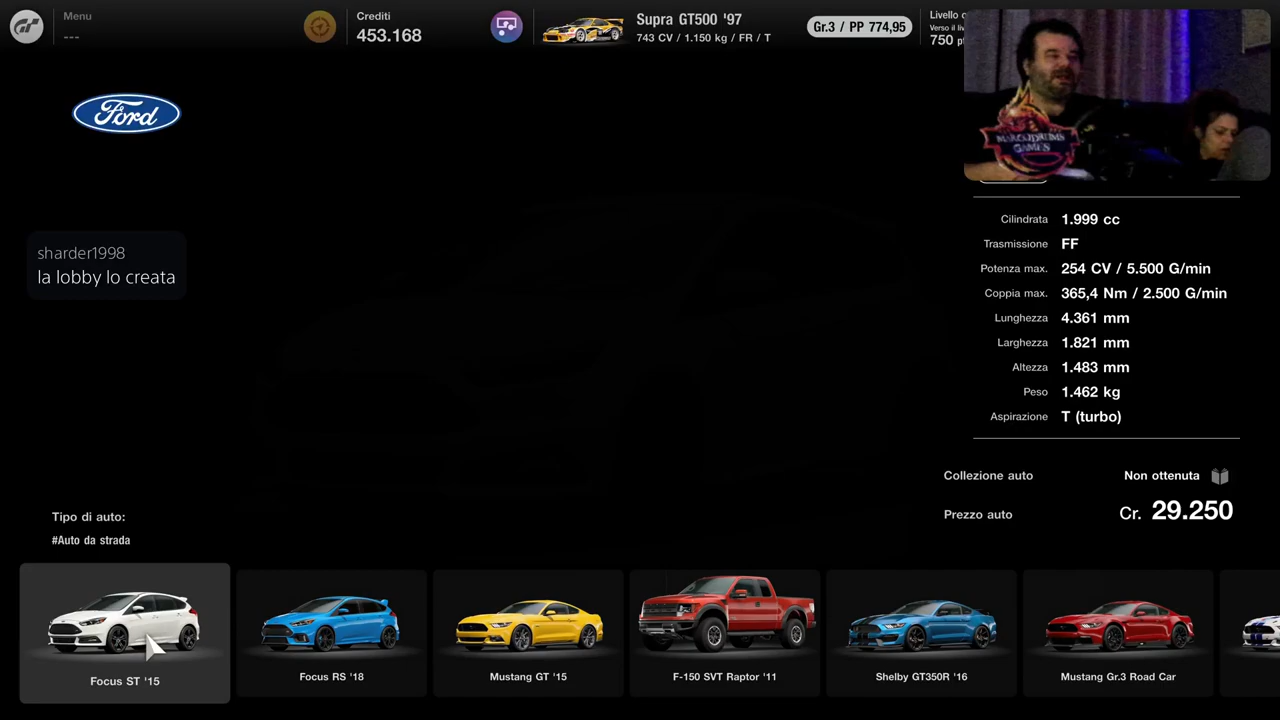 Menu
---
Crediti
453.168
Supra GT500 '97
743 CV / 1.150 kg / FR / T
Gr.3 / PP 774,95
Livello
Verso il
750
Ford
MARCODREUMS
GAMES
sharder1998
la lobby lo creata
Cilindrata 1.999 cc
Trasmissione FF
Potenza max. 254 CV / 5.500 G/min
Coppia max. 365,4 Nm / 2.500 G/min
Lunghezza 4.361 mm
Larghezza 1.821 mm
Altezza 1.483 mm
Peso 1.462 kg
Aspirazione T (turbo)
Collezione auto Non ottenuta
Prezzo auto Cr. 29.250
Tipo di auto:
#Auto da strada
Focus ST '15
Focus RS '18
Mustang GT '15
F-150 SVT Raptor '11
Shelby GT350R '16
Mustang Gr.3 Road Car